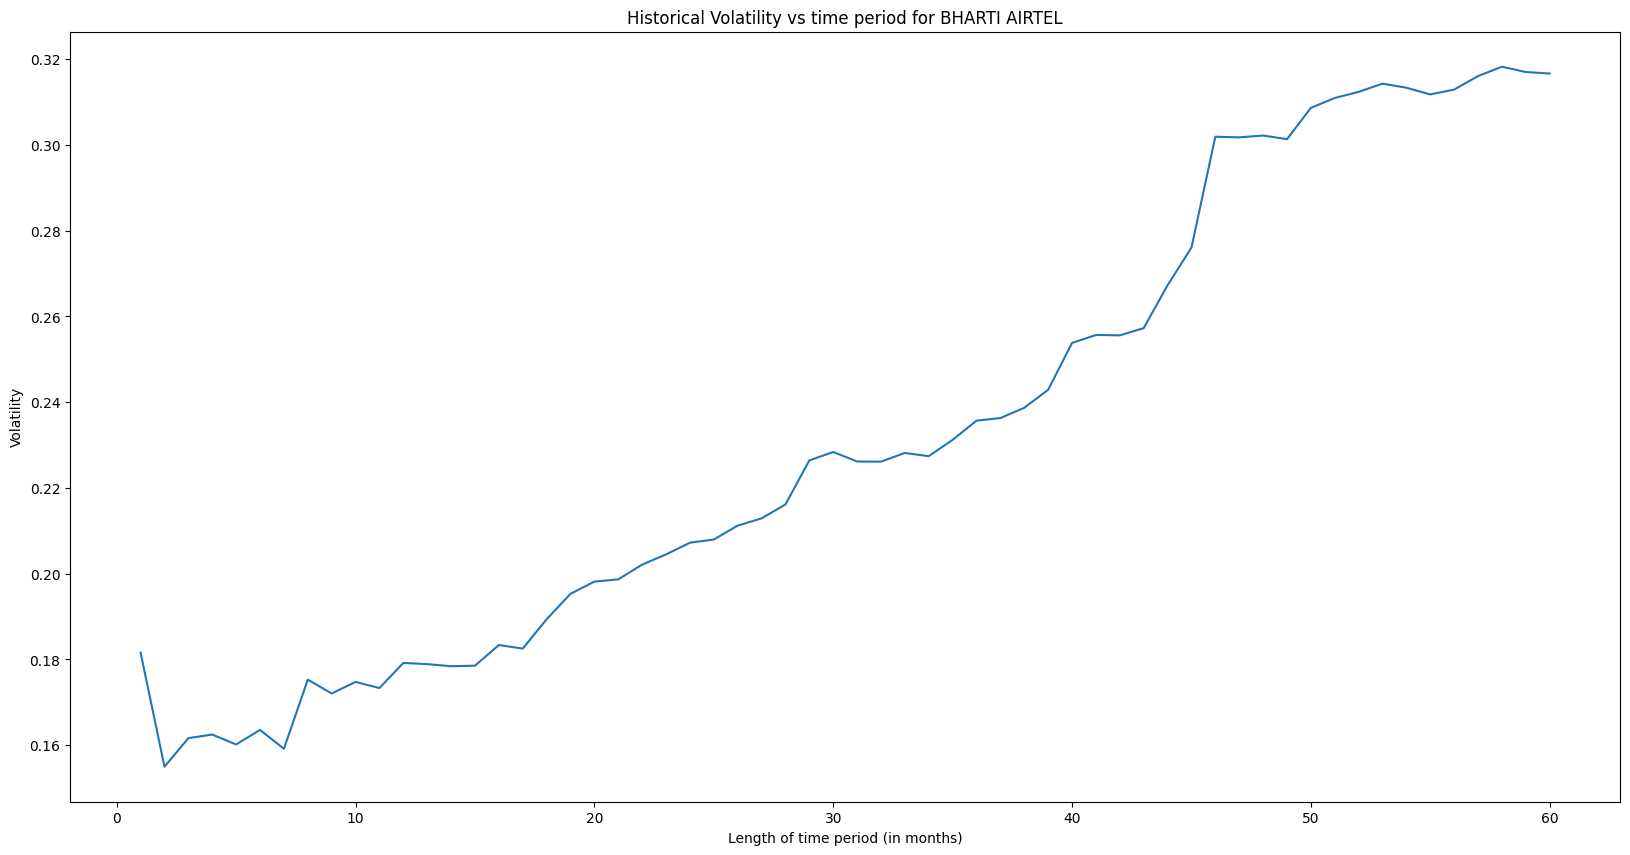 Historical Volatility vs time period for BHARTI AIRTEL
Volatility
0.32
0.30
0.28
0.26
0.24
0.22
0.20
0.18
0.16
0 10 20 30 40 50 60
Length of time period (in months)